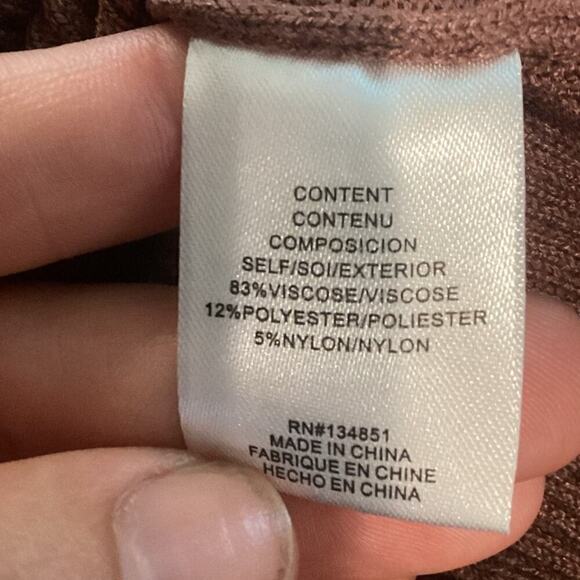 CONTENT
CONTENU
COMPOSICION
SELF/SOI/EXTERIOR
83%VISCOSE/VISCOSE
12%POLYESTER/POLIESTER
5%NYLON/NYLON
RN#134851
MADE IN CHINA
FABRIQUE EN CHINE
HECHO EN CHINA